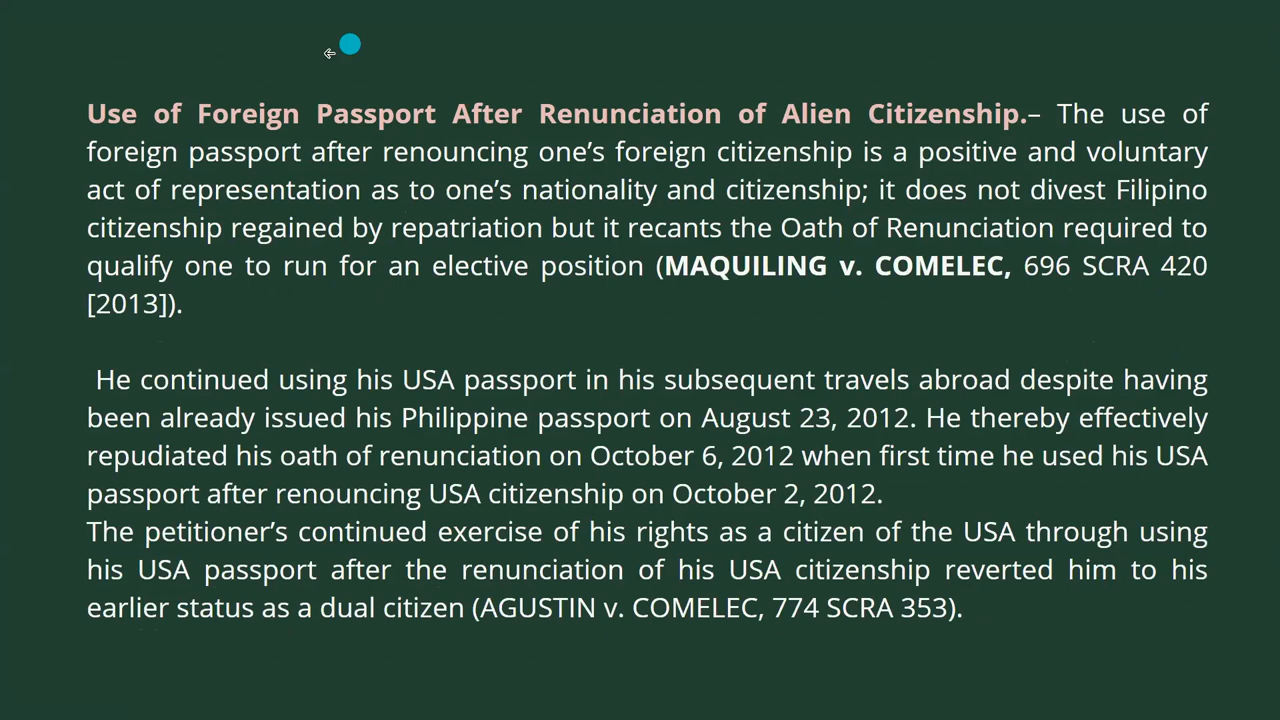 Use of Foreign Passport After Renunciation of Alien Citizenship.– The use of
foreign passport after renouncing one’s foreign citizenship is a positive and voluntary
act of representation as to one’s nationality and citizenship; it does not divest Filipino
citizenship regained by repatriation but it recants the Oath of Renunciation required to
qualify one to run for an elective position (MAQUILING v. COMELEC, 696 SCRA 420
[2013]).
He continued using his USA passport in his subsequent travels abroad despite having
been already issued his Philippine passport on August 23, 2012. He thereby effectively
repudiated his oath of renunciation on October 6, 2012 when first time he used his USA
passport after renouncing USA citizenship on October 2, 2012.
The petitioner’s continued exercise of his rights as a citizen of the USA through using
his USA passport after the renunciation of his USA citizenship reverted him to his
earlier status as a dual citizen (AGUSTIN v. COMELEC, 774 SCRA 353).